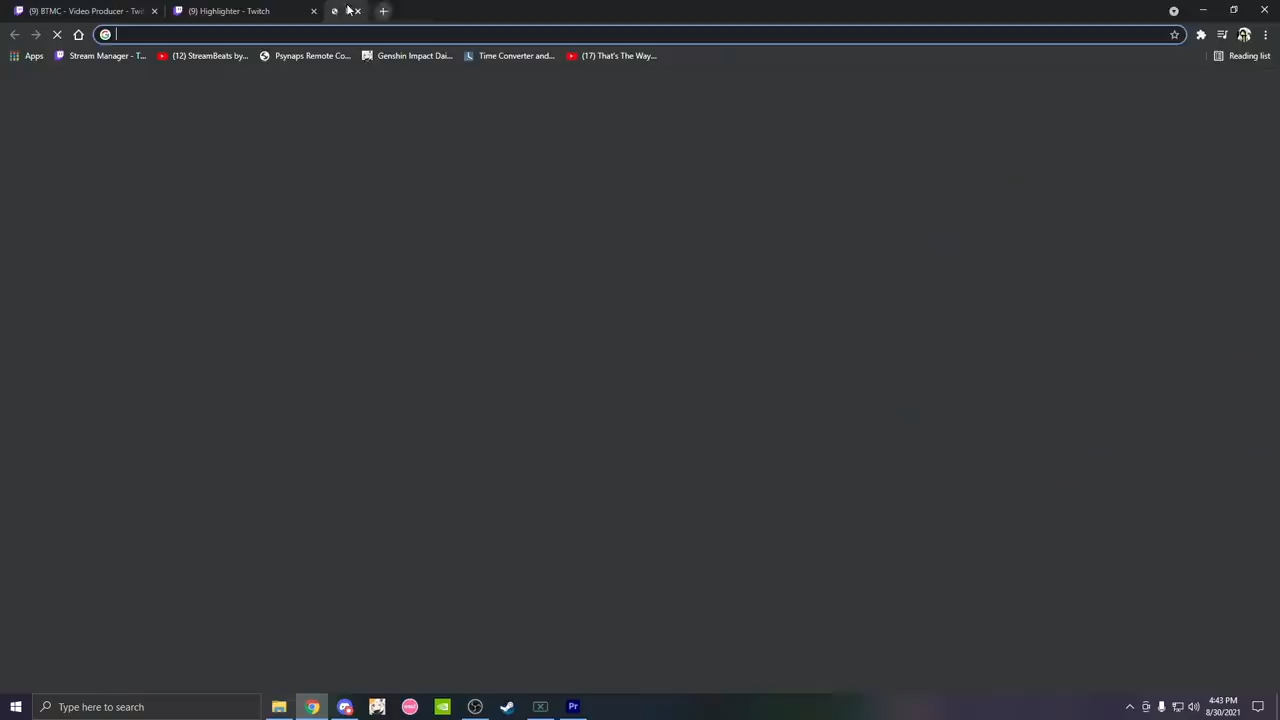 (9) BTMC - Video Producer - Twi
(9) Highlighter - Twitch
Apps
Stream Manager - T...
(12) StreamBeats by...
Psynaps Remote Co...
Genshin Impact Dai...
Time Converter and...
(17) That's The Way...
Reading list
Type here to search
Pr
4:43 PM
8/30/2021